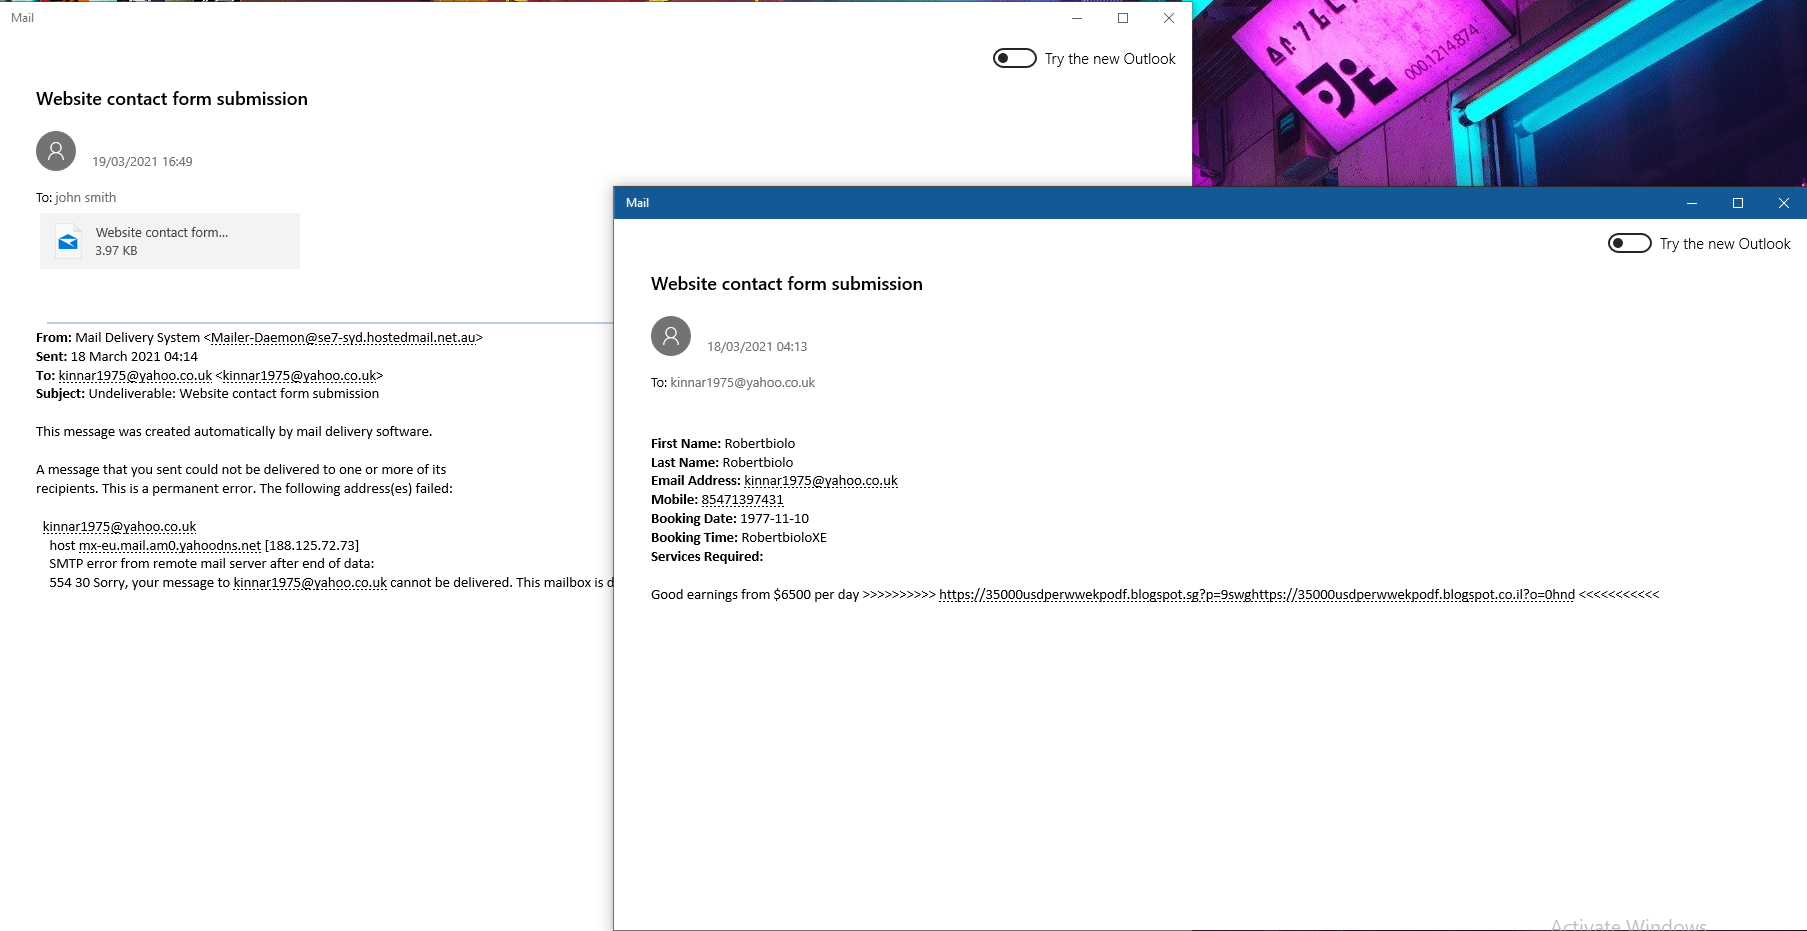 Mail
Try the new Outlook
Website contact form submission
19/03/2021 16:49
To: john smith
Website contact form...
3.97 KB
From: Mail Delivery System <Mailer-Daemon@se7-syd.hostedmail.net.au>
Sent: 18 March 2021 04:14
To: kinnar1975@yahoo.co.uk <kinnar1975@yahoo.co.uk>
Subject: Undeliverable: Website contact form submission
This message was created automatically by mail delivery software.
A message that you sent could not be delivered to one or more of its
recipients. This is a permanent error. The following address(es) failed:
kinnar1975@yahoo.co.uk
host mx-eu.mail.am0.yahoodns.net [188.125.72.73]
SMTP error from remote mail server after end of data:
554 30 Sorry, your message to kinnar1975@yahoo.co.uk cannot be delivered. This mailbox is d
000.1214.874
Mail
Try the new Outlook
Website contact form submission
18/03/2021 04:13
To: kinnar1975@yahoo.co.uk
First Name: Robertbiolo
Last Name: Robertbiolo
Email Address: kinnar1975@yahoo.co.uk
Mobile: 85471397431
Booking Date: 1977-11-10
Booking Time: RobertbioloXE
Services Required:
Good earnings from $6500 per day >>>>>>>>>> https://35000usdperwwekpodf.blogspot.sg?p=9swghttps://35000usdperwwekpodf.blogspot.co.il?o=0hnd <<<<<<<<<<<
Activate Windows